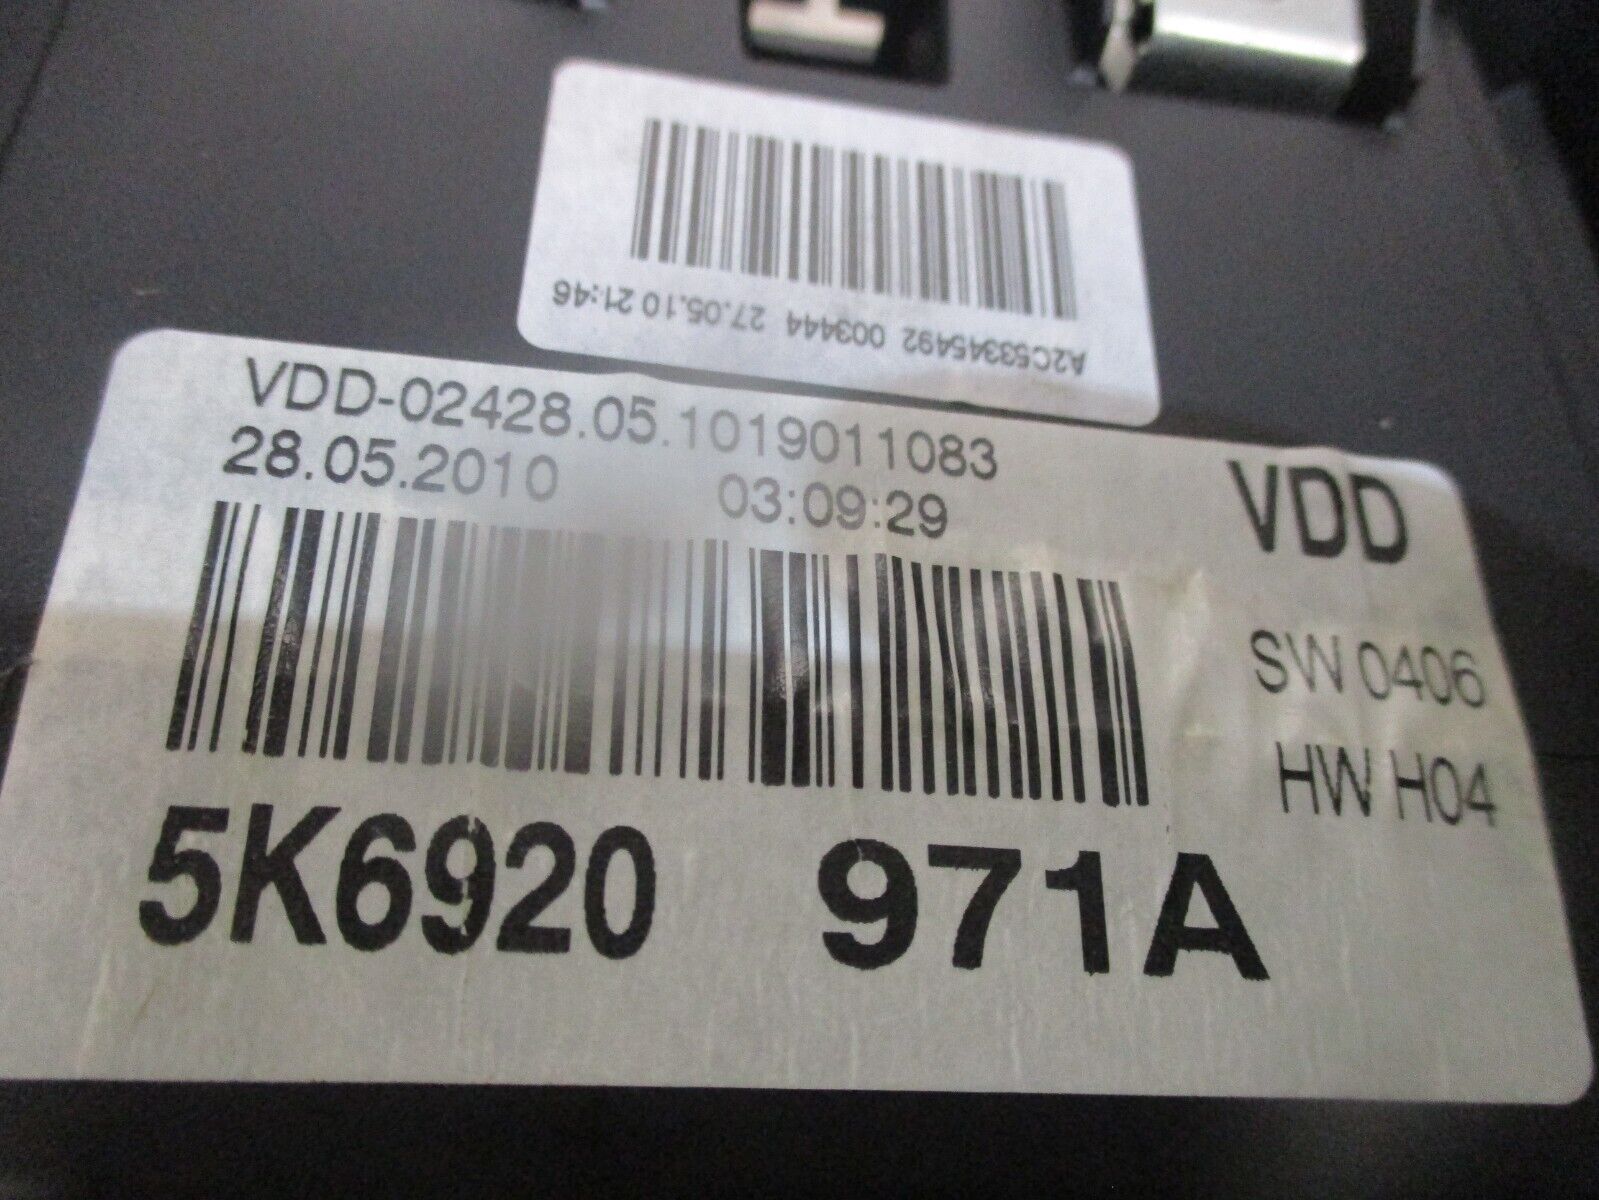 A2C53345492 003444 27.05.10 21:46
VDD-02428.05.1019011083
28.05.2010 03:09:29
VDD
SW 0406
HW H04
5K6920 971A